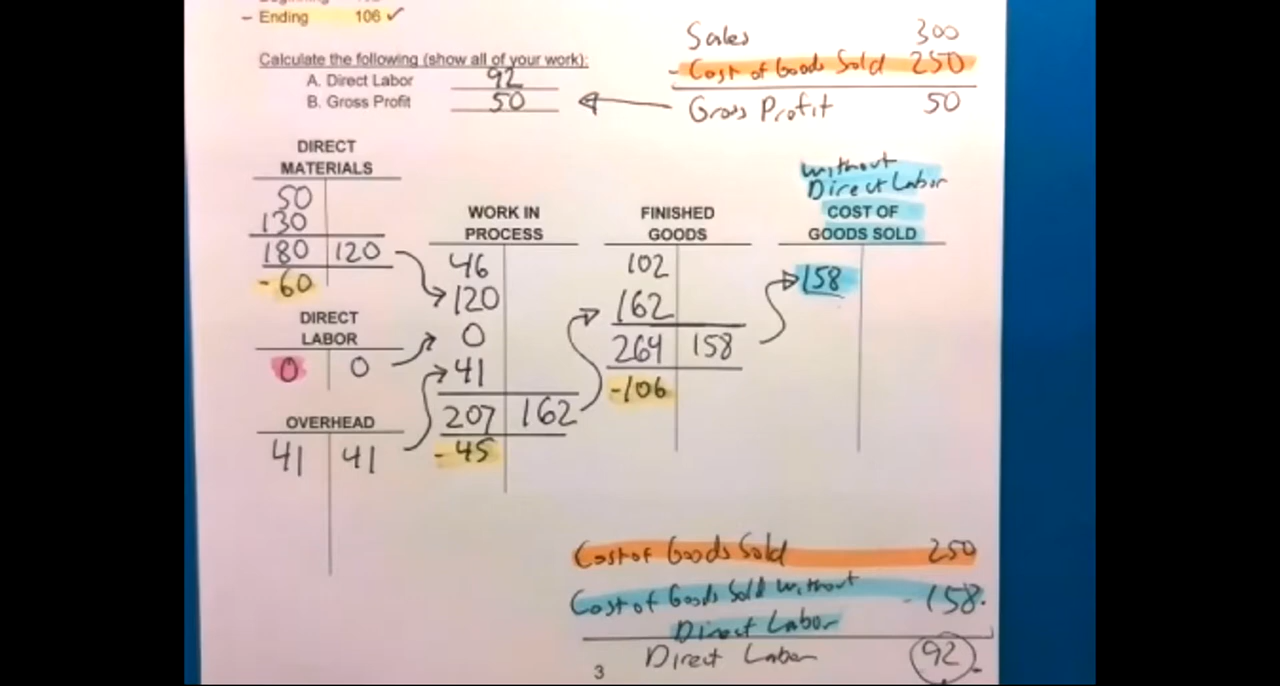 - Ending 106 ✓
Sales 300
- Cost of Goods Sold 250
Gross Profit 50
Calculate the following (show all of your work):
A. Direct Labor 92
B. Gross Profit 50
DIRECT
MATERIALS
50
130
180 120
-60
DIRECT
LABOR
0 0
OVERHEAD
41 41
WORK IN
PROCESS
46
120
0
41
207 162
-45
FINISHED
GOODS
102
162
264 158
-106
without
Direct Labor
COST OF
GOODS SOLD
158
Cost of Goods Sold 250
Cost of Goods Sold without - 158
Direct Labor
Direct Labor 92
3